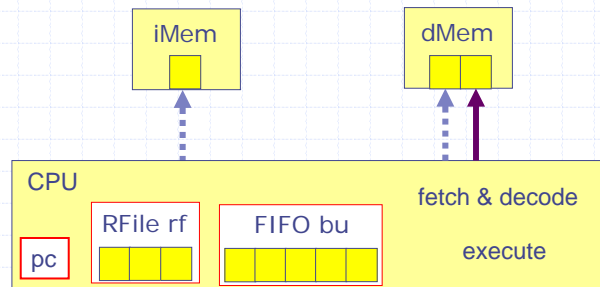 iMem
dMem
CPU
fetch & decode
RFile rf
FIFO bu
pc
execute